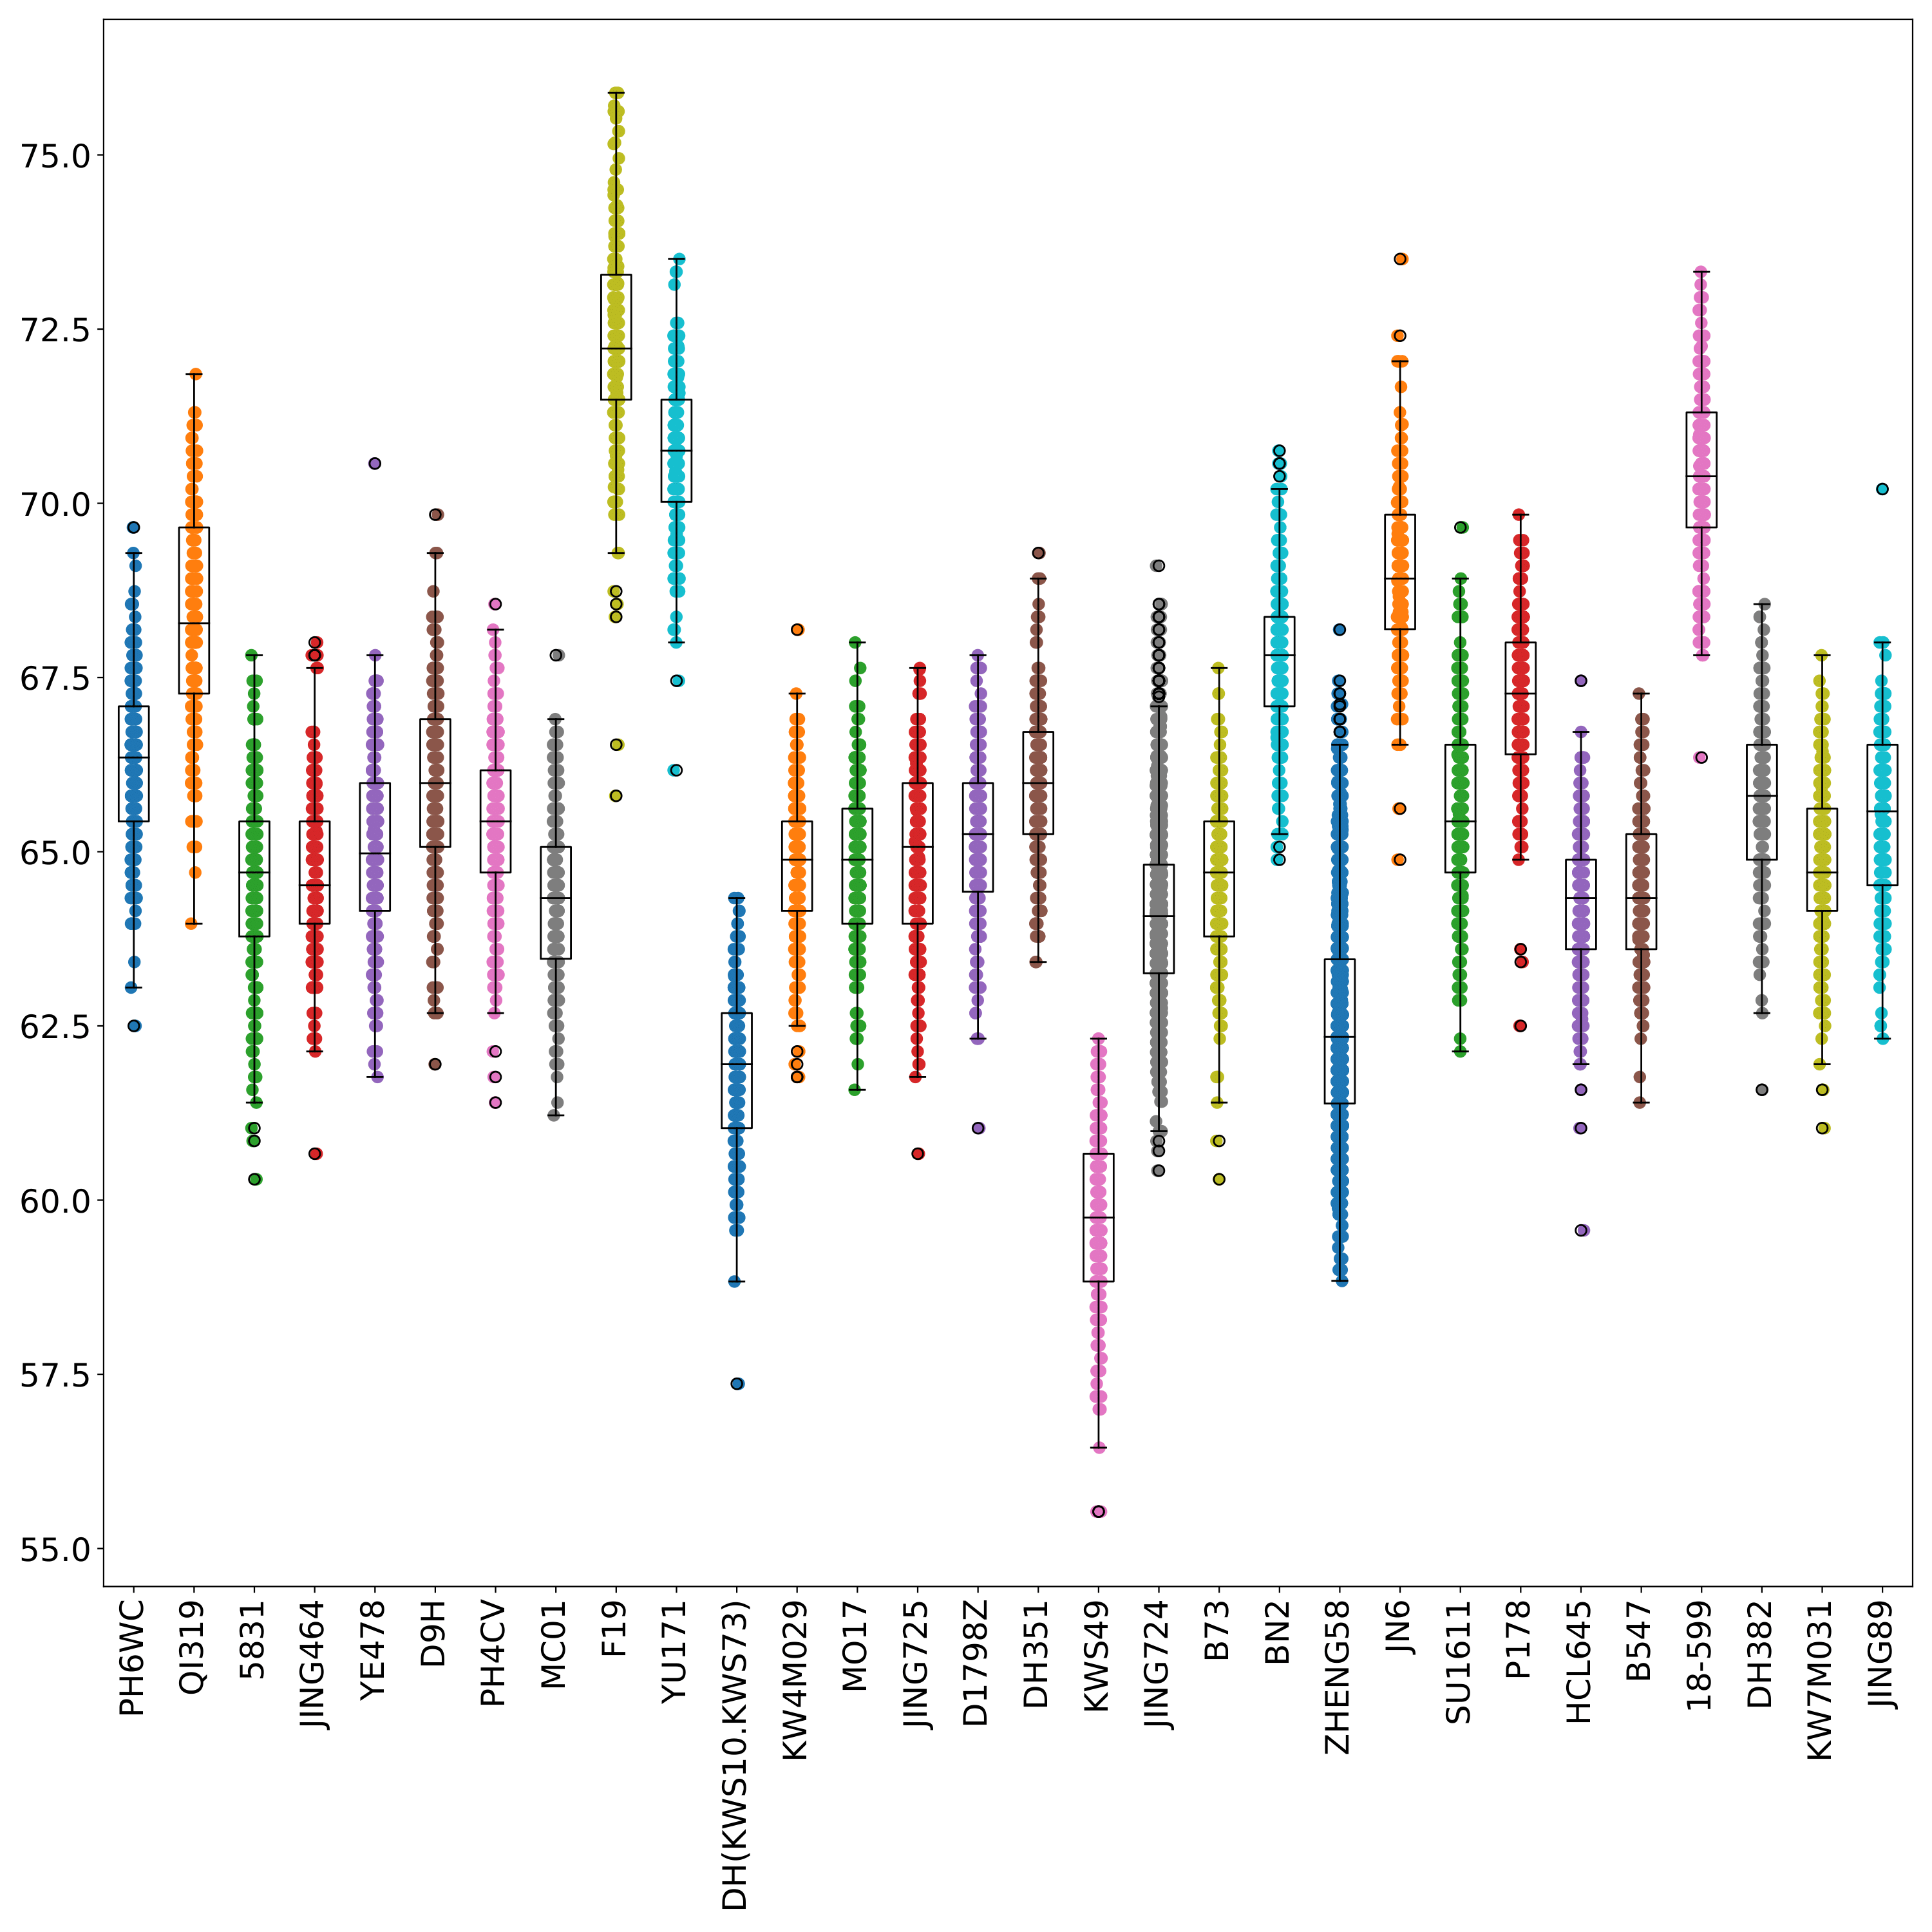 75.0
72.5
70.0
67.5
65.0
62.5
60.0
57.5
55.0
PH6WC
QI319
5831
JING464
YE478
D9H
PH4CV
MC01
F19
YU171
DH(KWS10.KWS73)
KW4M029
MO17
JING725
D1798Z
DH351
KWS49
JING724
B73
BN2
ZHENG58
JN6
SU1611
P178
HCL645
B547
18-599
DH382
KW7M031
JING89